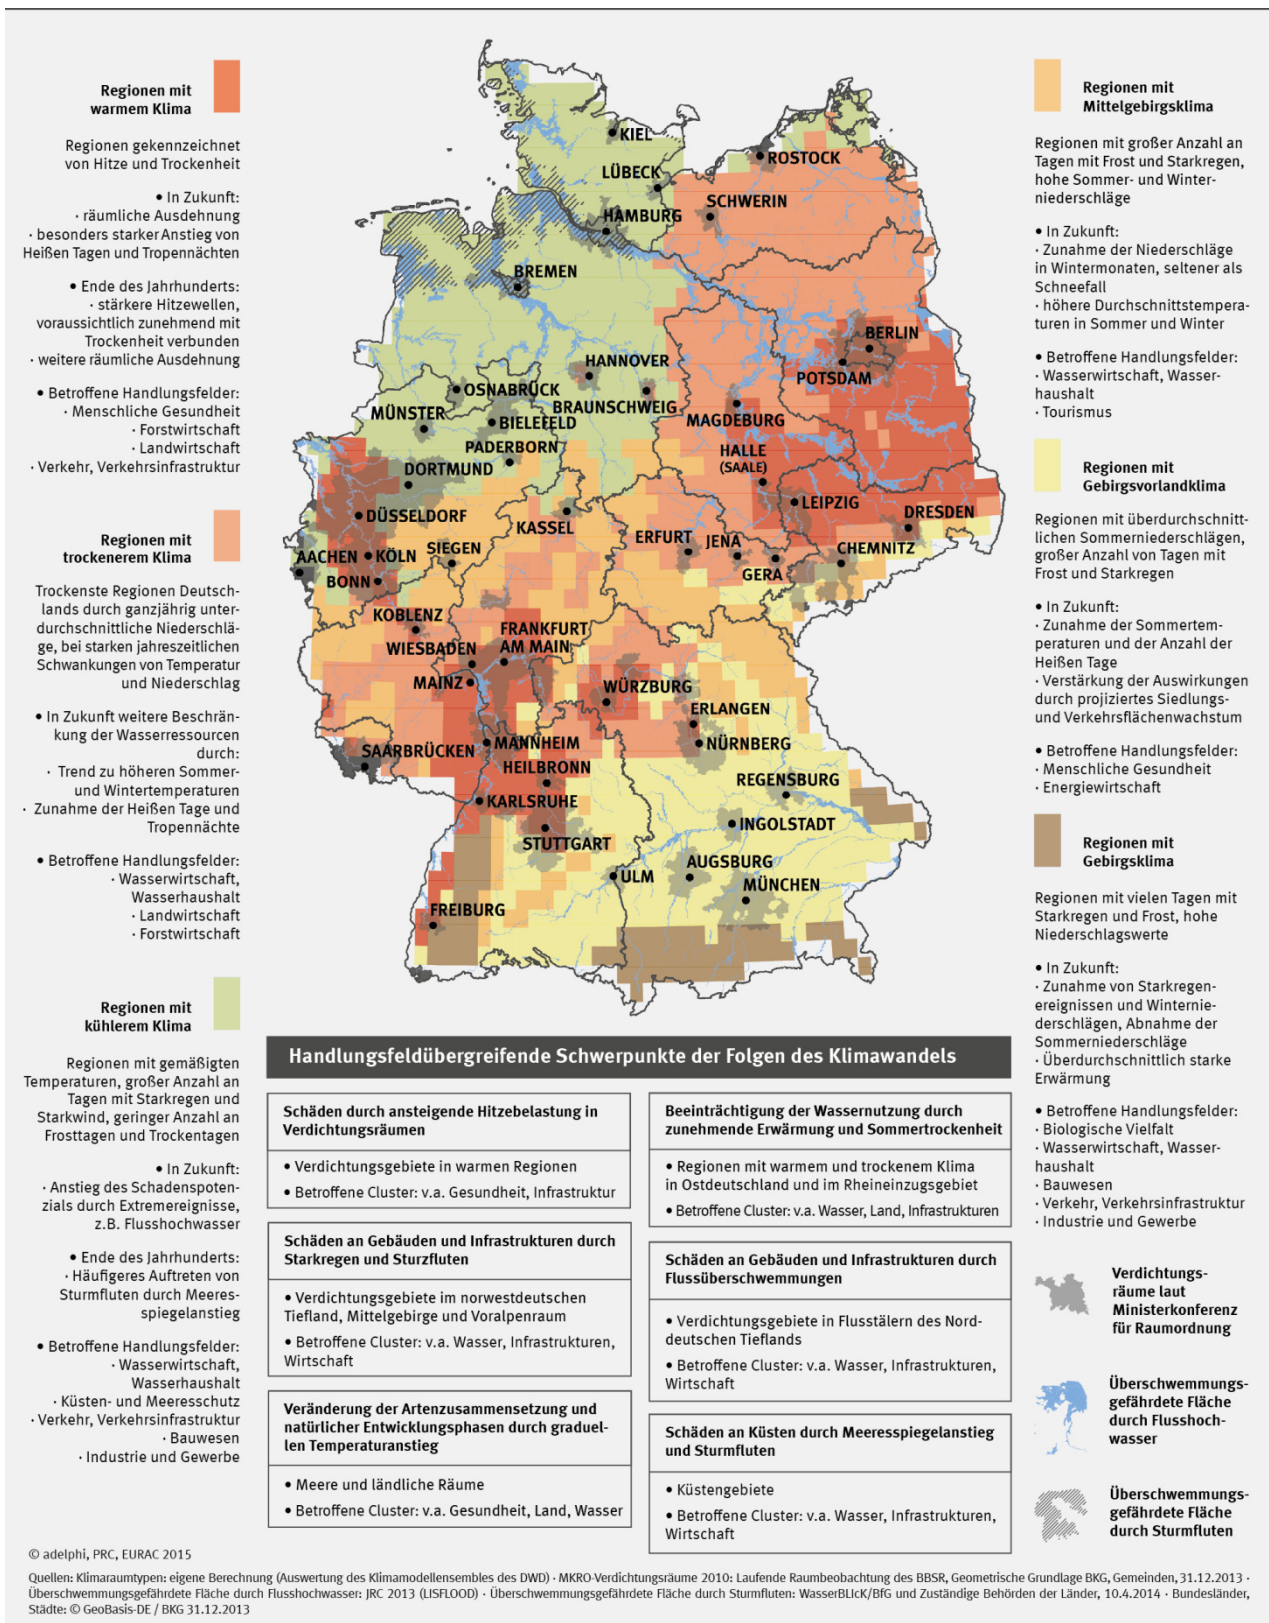 Regionen mit
warmem Klima
Regionen gekennzeichnet
von Hitze und Trockenheit
• In Zukunft:
· räumliche Ausdehnung
· besonders starker Anstieg von
Heißen Tagen und Tropennächten
• Ende des Jahrhunderts:
· stärkere Hitzewellen,
voraussichtlich zunehmend mit
Trockenheit verbunden
· weitere räumliche Ausdehnung
• Betroffene Handlungsfelder:
· Menschliche Gesundheit
· Forstwirtschaft
· Landwirtschaft
· Verkehr, Verkehrsinfrastruktur
Regionen mit
trockenerem Klima
Trockenste Regionen Deutsch-
lands durch ganzjährig unter-
durchschnittliche Niederschlä-
ge, bei starken jahreszeitlichen
Schwankungen von Temperatur
und Niederschlag
• In Zukunft weitere Beschrän-
kung der Wasserressourcen
durch:
· Trend zu höheren Sommer-
und Wintertemperaturen
· Zunahme der Heißen Tage und
Tropennächte
• Betroffene Handlungsfelder:
· Wasserwirtschaft,
Wasserhaushalt
· Landwirtschaft
· Forstwirtschaft
Regionen mit
kühlerem Klima
Regionen mit gemäßigten
Temperaturen, großer Anzahl an
Tagen mit Starkregen und
Starkwind, geringer Anzahl an
Frosttagen und Trockentagen
• In Zukunft:
· Anstieg des Schadenspoten-
zials durch Extremereignisse,
z.B. Flusshochwasser
• Ende des Jahrhunderts:
· Häufigeres Auftreten von
Sturmfluten durch Meeres-
spiegelanstieg
• Betroffene Handlungsfelder:
· Wasserwirtschaft,
Wasserhaushalt
· Küsten- und Meeresschutz
· Verkehr, Verkehrsinfrastruktur
· Bauwesen
· Industrie und Gewerbe
KIEL
ROSTOCK
LÜBECK
SCHWERIN
HAMBURG
BREMEN
BERLIN
HANNOVER
POTSDAM
OSNABRÜCK
BRAUNSCHWEIG
MÜNSTER
BIELEFELD
MAGDEBURG
PADERBORN
HALLE
(SAALE)
DORTMUND
LEIPZIG
DÜSSELDORF
KASSEL
DRESDEN
ERFURT
JENA
CHEMNITZ
AACHEN
KÖLN
SIEGEN
GERA
BONN
KOBLENZ
FRANKFURT
AM MAIN
WIESBADEN
MAINZ
WÜRZBURG
ERLANGEN
SAARBRÜCKEN
MANNHEIM
NÜRNBERG
HEILBRONN
REGENSBURG
KARLSRUHE
INGOLSTADT
STUTTGART
AUGSBURG
ULM
MÜNCHEN
FREIBURG
Regionen mit
Mittelgebirgsklima
Regionen mit großer Anzahl an
Tagen mit Frost und Starkregen,
hohe Sommer- und Winter-
niederschläge
• In Zukunft:
· Zunahme der Niederschläge
in Wintermonaten, seltener als
Schneefall
· höhere Durchschnittstempera-
turen in Sommer und Winter
• Betroffene Handlungsfelder:
· Wasserwirtschaft, Wasser-
haushalt
· Tourismus
Regionen mit
Gebirgsvorlandklima
Regionen mit überdurchschnitt-
lichen Sommerniederschlägen,
großer Anzahl von Tagen mit
Frost und Starkregen
• In Zukunft:
· Zunahme der Sommertem-
peraturen und der Anzahl der
Heißen Tage
· Verstärkung der Auswirkungen
durch projiziertes Siedlungs-
und Verkehrsflächenwachstum
• Betroffene Handlungsfelder:
· Menschliche Gesundheit
· Energiewirtschaft
Regionen mit
Gebirgsklima
Regionen mit vielen Tagen mit
Starkregen und Frost, hohe
Niederschlagswerte
• In Zukunft:
· Zunahme von Starkregen-
ereignissen und Winternie-
derschlägen, Abnahme der
Sommerniederschläge
· Überdurchschnittlich starke
Erwärmung
• Betroffene Handlungsfelder:
· Biologische Vielfalt
· Wasserwirtschaft, Wasser-
haushalt
· Bauwesen
· Verkehr, Verkehrsinfrastruktur
· Industrie und Gewerbe
Verdichtungs-
räume laut
Ministerkonferenz
für Raumordnung
Überschwemmungs-
gefährdete Fläche
durch Flusshoch-
wasser
Überschwemmungs-
gefährdete Fläche
durch Sturmfluten
Handlungsfeldübergreifende Schwerpunkte der Folgen des Klimawandels
Schäden durch ansteigende Hitzebelastung in
Verdichtungsräumen
• Verdichtungsgebiete in warmen Regionen
• Betroffene Cluster: v.a. Gesundheit, Infrastruktur
Schäden an Gebäuden und Infrastrukturen durch
Starkregen und Sturzfluten
• Verdichtungsgebiete im norwestdeutschen
Tiefland, Mittelgebirge und Voralpenraum
• Betroffene Cluster: v.a. Wasser, Infrastrukturen,
Wirtschaft
Veränderung der Artenzusammensetzung und
natürlicher Entwicklungsphasen durch graduel-
len Temperaturanstieg
• Meere und ländliche Räume
• Betroffene Cluster: v.a. Gesundheit, Land, Wasser
Beeinträchtigung der Wassernutzung durch
zunehmende Erwärmung und Sommertrockenheit
• Regionen mit warmem und trockenem Klima
in Ostdeutschland und im Rheineinzugsgebiet
• Betroffene Cluster: v.a. Wasser, Land, Infrastrukturen
Schäden an Gebäuden und Infrastrukturen durch
Flussüberschwemmungen
• Verdichtungsgebiete in Flusstälern des Nord-
deutschen Tieflands
• Betroffene Cluster: v.a. Wasser, Infrastrukturen,
Wirtschaft
Schäden an Küsten durch Meeresspiegelanstieg
und Sturmfluten
• Küstengebiete
• Betroffene Cluster: v.a. Wasser, Infrastrukturen,
Wirtschaft
© adelphi, PRC, EURAC 2015
Quellen: Klimaraumtypen: eigene Berechnung (Auswertung des Klimamodellensembles des DWD) · MKRO-Verdichtungsräume 2010: Laufende Raumbeobachtung des BBSR, Geometrische Grundlage BKG, Gemeinden, 31.12.2013 ·
Überschwemmungsgefährdete Fläche durch Flusshochwasser: JRC 2013 (LISFLOOD) · Überschwemmungsgefährdete Fläche durch Sturmfluten: WasserBLIcK/BfG und Zuständige Behörden der Länder, 10.4.2014 · Bundesländer,
Städte: © GeoBasis-DE / BKG 31.12.2013